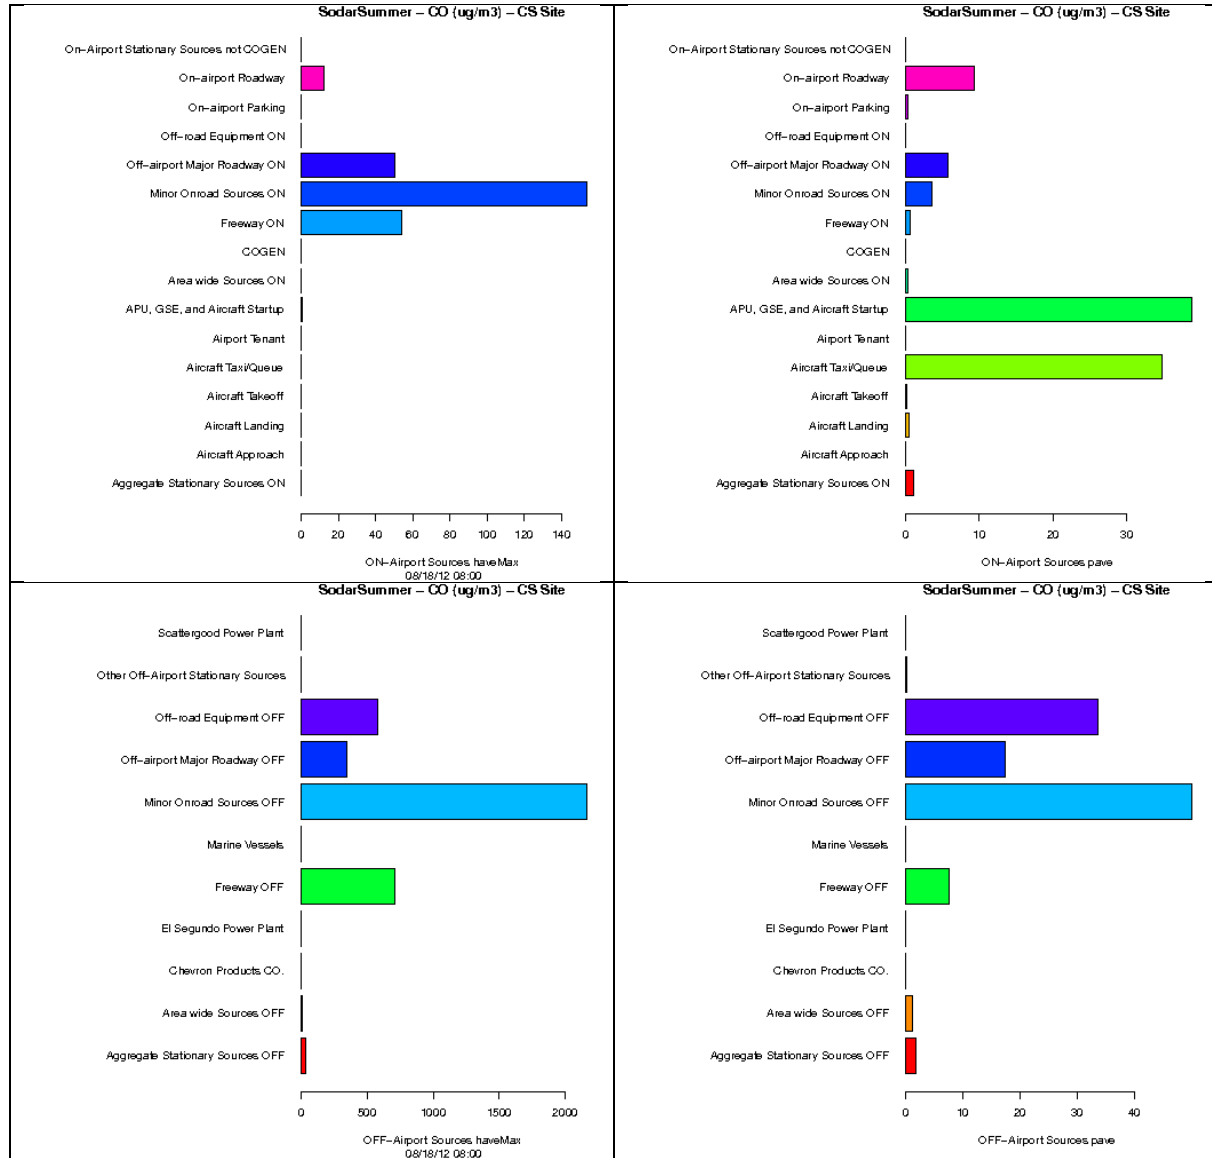 SodarSummer – CO (ug/m3) – CS Site
On–Airport Stationary Sources not COGEN
On–airport Roadway
On–airport Parking
Off–road Equipment ON
Off–airport Major Roadway ON
Minor Onroad Sources ON
Freeway ON
COGEN
Area wide Sources ON
APU, GSE, and Aircraft Startup
Airport Tenant
Aircraft Taxi/Queue
Aircraft Takeoff
Aircraft Landing
Aircraft Approach
Aggregate Stationary Sources ON
0 20 40 60 80 100 120 140
ON–Airport Sources haveMax
08/18/12 08:00
SodarSummer – CO (ug/m3) – CS Site
On–Airport Stationary Sources not COGEN
On–airport Roadway
On–airport Parking
Off–road Equipment ON
Off–airport Major Roadway ON
Minor Onroad Sources ON
Freeway ON
COGEN
Area wide Sources ON
APU, GSE, and Aircraft Startup
Airport Tenant
Aircraft Taxi/Queue
Aircraft Takeoff
Aircraft Landing
Aircraft Approach
Aggregate Stationary Sources ON
0 10 20 30
ON–Airport Sources pave
SodarSummer – CO (ug/m3) – CS Site
Scattergood Power Plant
Other Off–Airport Stationary Sources
Off–road Equipment OFF
Off–airport Major Roadway OFF
Minor Onroad Sources OFF
Marine Vessels
Freeway OFF
El Segundo Power Plant
Chevron Products CO.
Area wide Sources OFF
Aggregate Stationary Sources OFF
0 500 1000 1500 2000
OFF–Airport Sources haveMax
08/18/12 08:00
SodarSummer – CO (ug/m3) – CS Site
Scattergood Power Plant
Other Off–Airport Stationary Sources
Off–road Equipment OFF
Off–airport Major Roadway OFF
Minor Onroad Sources OFF
Marine Vessels
Freeway OFF
El Segundo Power Plant
Chevron Products CO.
Area wide Sources OFF
Aggregate Stationary Sources OFF
0 10 20 30 40
OFF–Airport Sources pave